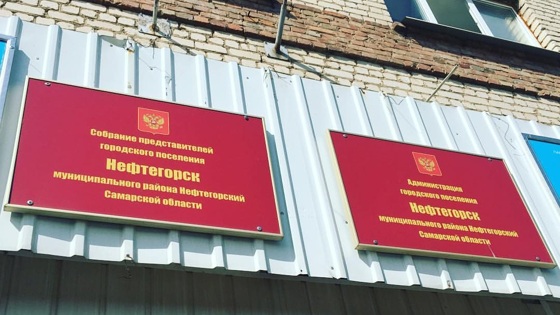 Собрание представителей
городского поселения
Нефтегорск
муниципального района Нефтегорский
Самарской области
Администрация
городского поселения
Нефтегорск
муниципального района Нефтегорский
Самарской области